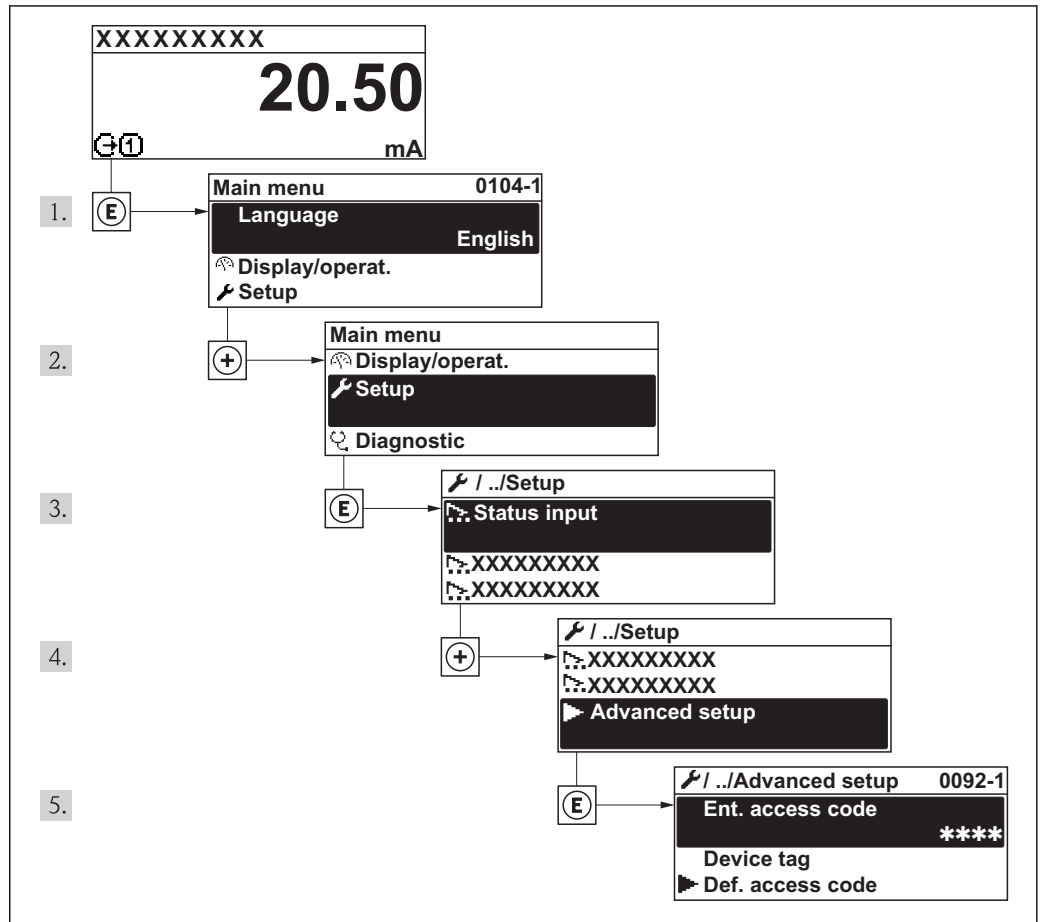 XXXXXXXXX
20.50
1 mA
1. E Main menu 0104-1
Language
English
Display/operat.
Setup
2. + Main menu
Display/operat.
Setup
Diagnostic
3. E / ../Setup
Status input
XXXXXXXXX
XXXXXXXXX
4. + / ../Setup
XXXXXXXXX
XXXXXXXXX
Advanced setup
5. E / ../Advanced setup 0092-1
Ent. access code
****
Device tag
Def. access code